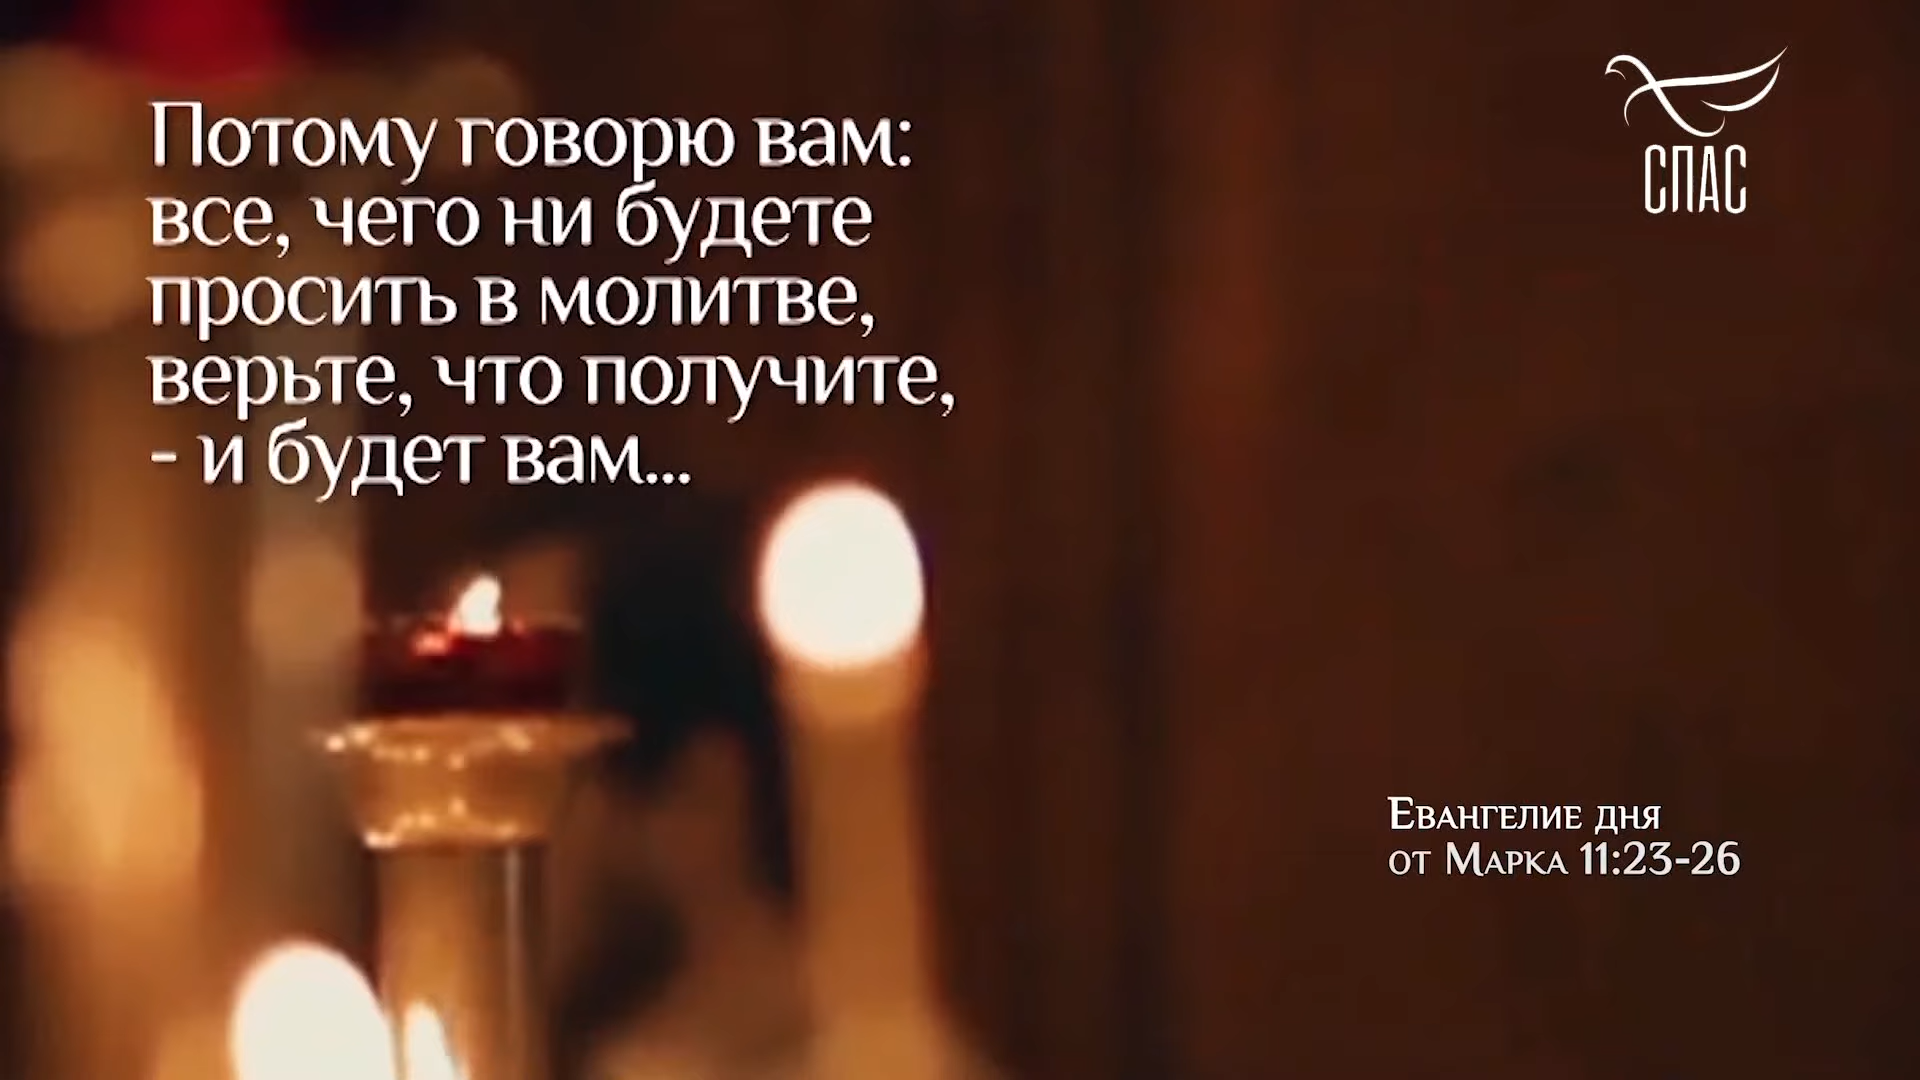 Потому говорю вам:
все, чего ни будете
просить в молитве,
верьте, что получите,
- и будет вам...
СПАС
Евангелие дня
от Марка 11:23-26